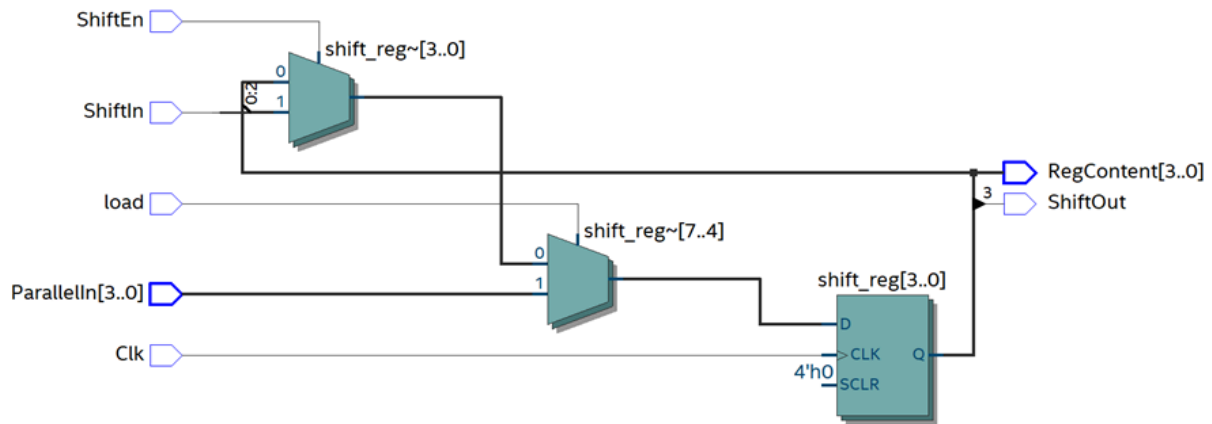 ShiftEn
shift_reg~[3..0]
0
0:2
ShiftIn
1
RegContent[3..0]
load
3
ShiftOut
shift_reg~[7..4]
0
shift_reg[3..0]
ParallelIn[3..0]
1
D
Clk
CLK
Q
4'h0
SCLR